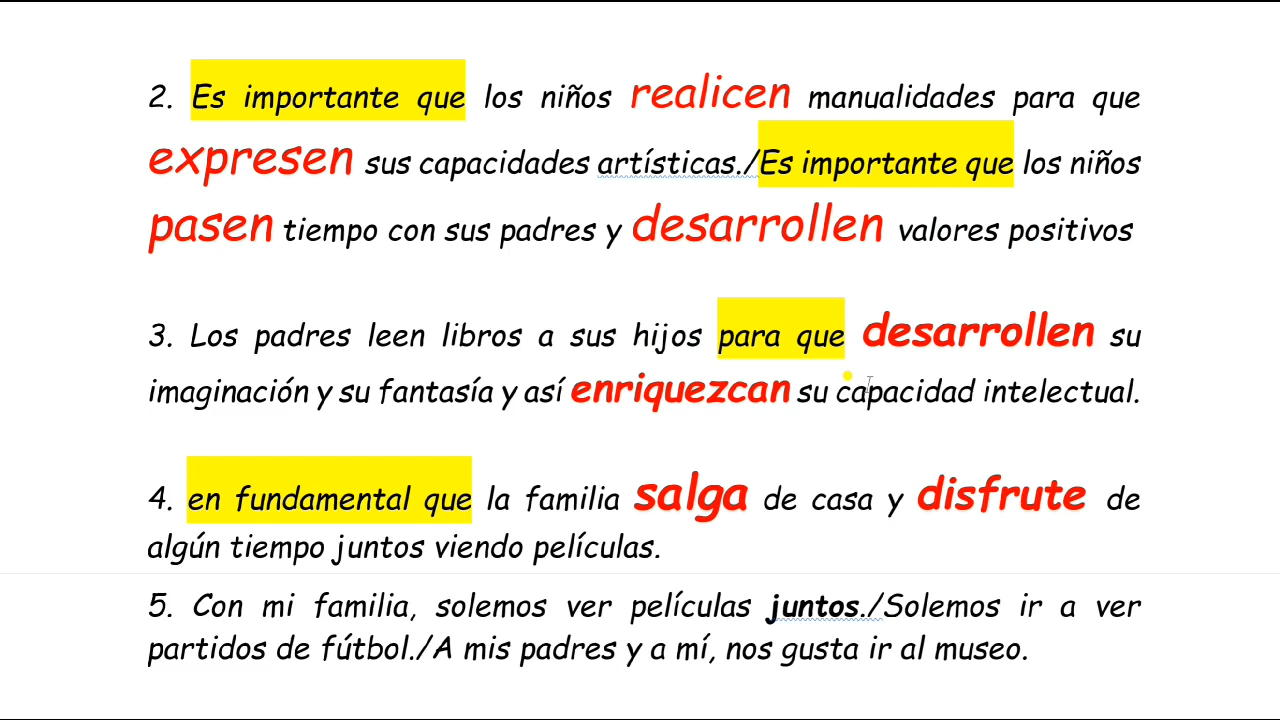 2. Es importante que los niños realicen manualidades para que
expresen sus capacidades artísticas./Es importante que los niños
pasen tiempo con sus padres y desarrollen valores positivos
3. Los padres leen libros a sus hijos para que desarrollen su
imaginación y su fantasía y así enriquezcan su capacidad intelectual.
4. en fundamental que la familia salga de casa y disfrute de
algún tiempo juntos viendo películas.
5. Con mi familia, solemos ver películas juntos./Solemos ir a ver
partidos de fútbol./A mis padres y a mí, nos gusta ir al museo.